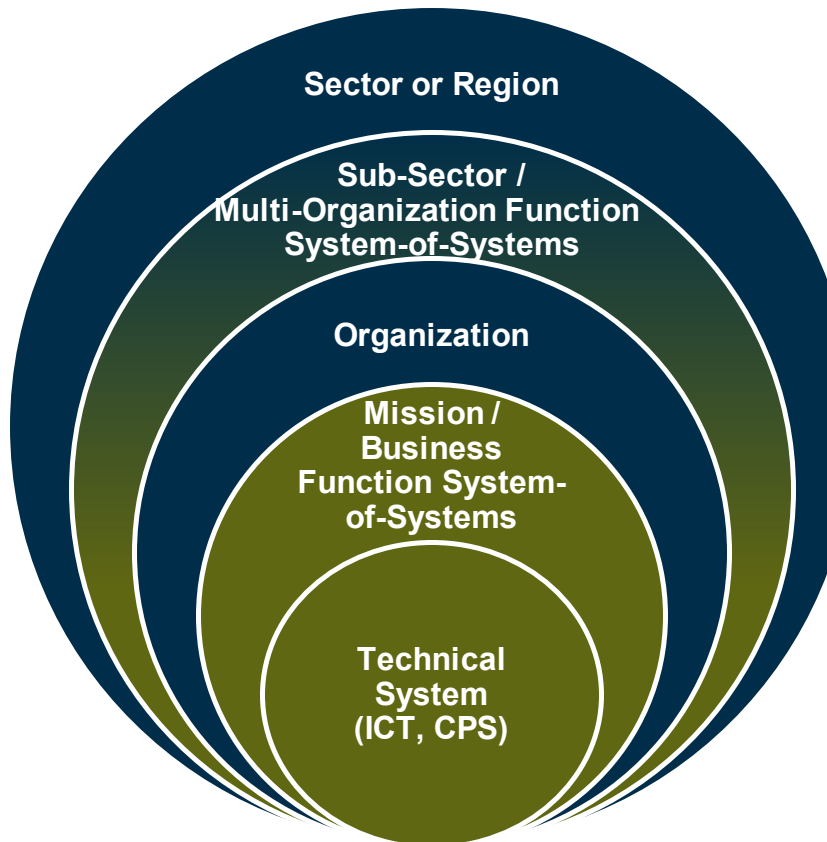 Sector or Region
Sub-Sector /
Multi-Organization Function
System-of-Systems
Organization
Mission /
Business
Function System-
of-Systems
Technical
System
(ICT, CPS)